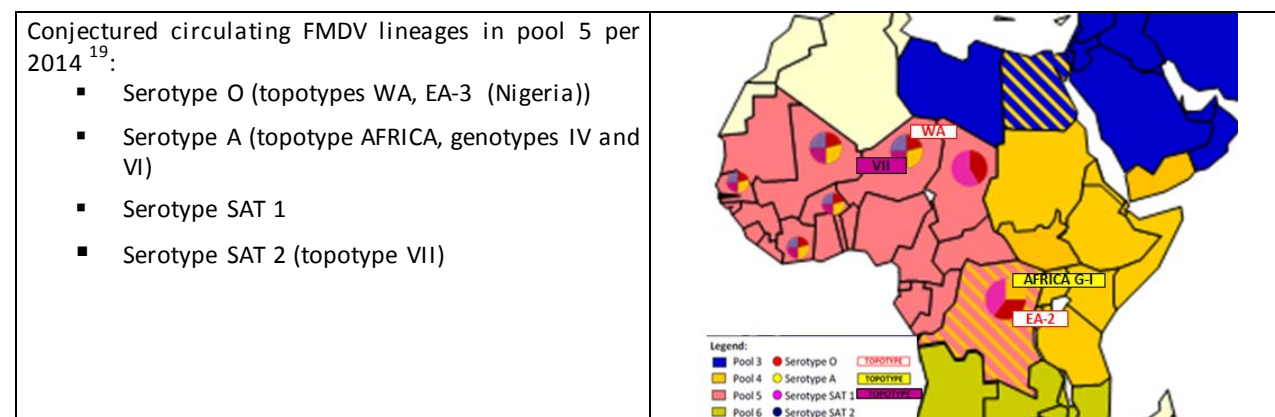 Conjectured circulating FMDV lineages in pool 5 per
2014 19:
▪ Serotype O (topotypes WA, EA-3 (Nigeria))
▪ Serotype A (topotype AFRICA, genotypes IV and
VI)
▪ Serotype SAT 1
▪ Serotype SAT 2 (topotype VII)
WA
VII
AFRICA G-I
EA-2
Legend:
Pool 3 Serotype O TOPOTYPE
Pool 4 Serotype A TOPOTYPE
Pool 5 Serotype SAT 1 TOPOTYPE
Pool 6 Serotype SAT 2